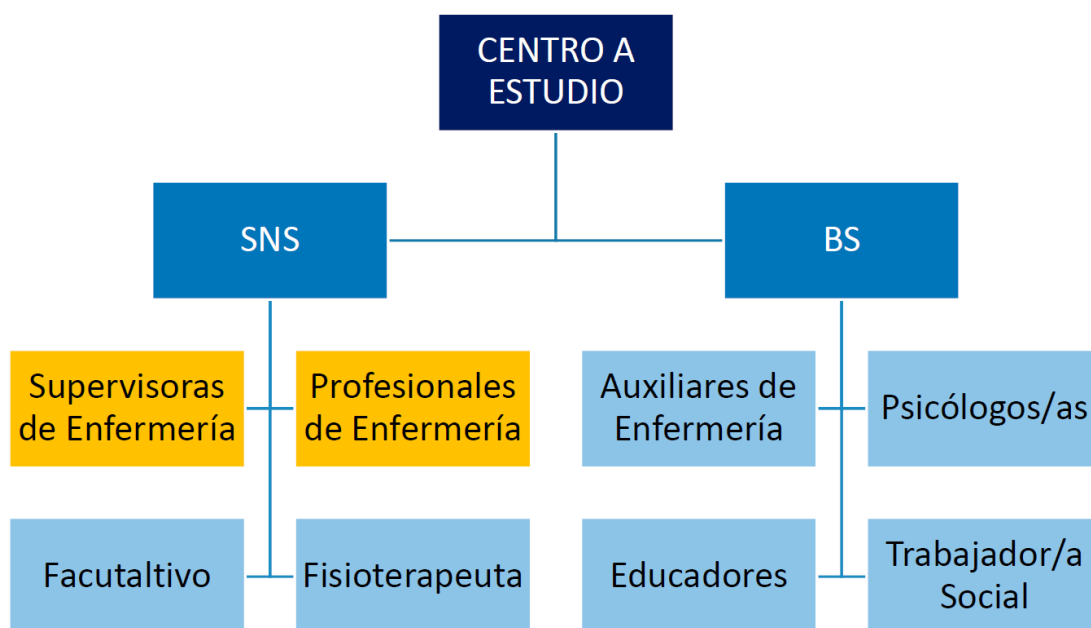 CENTRO A
ESTUDIO
SNS
BS
Supervisoras
de Enfermería
Profesionales
de Enfermería
Auxiliares de
Enfermería
Psicólogos/as
Facutaltivo
Fisioterapeuta
Educadores
Trabajador/a
Social